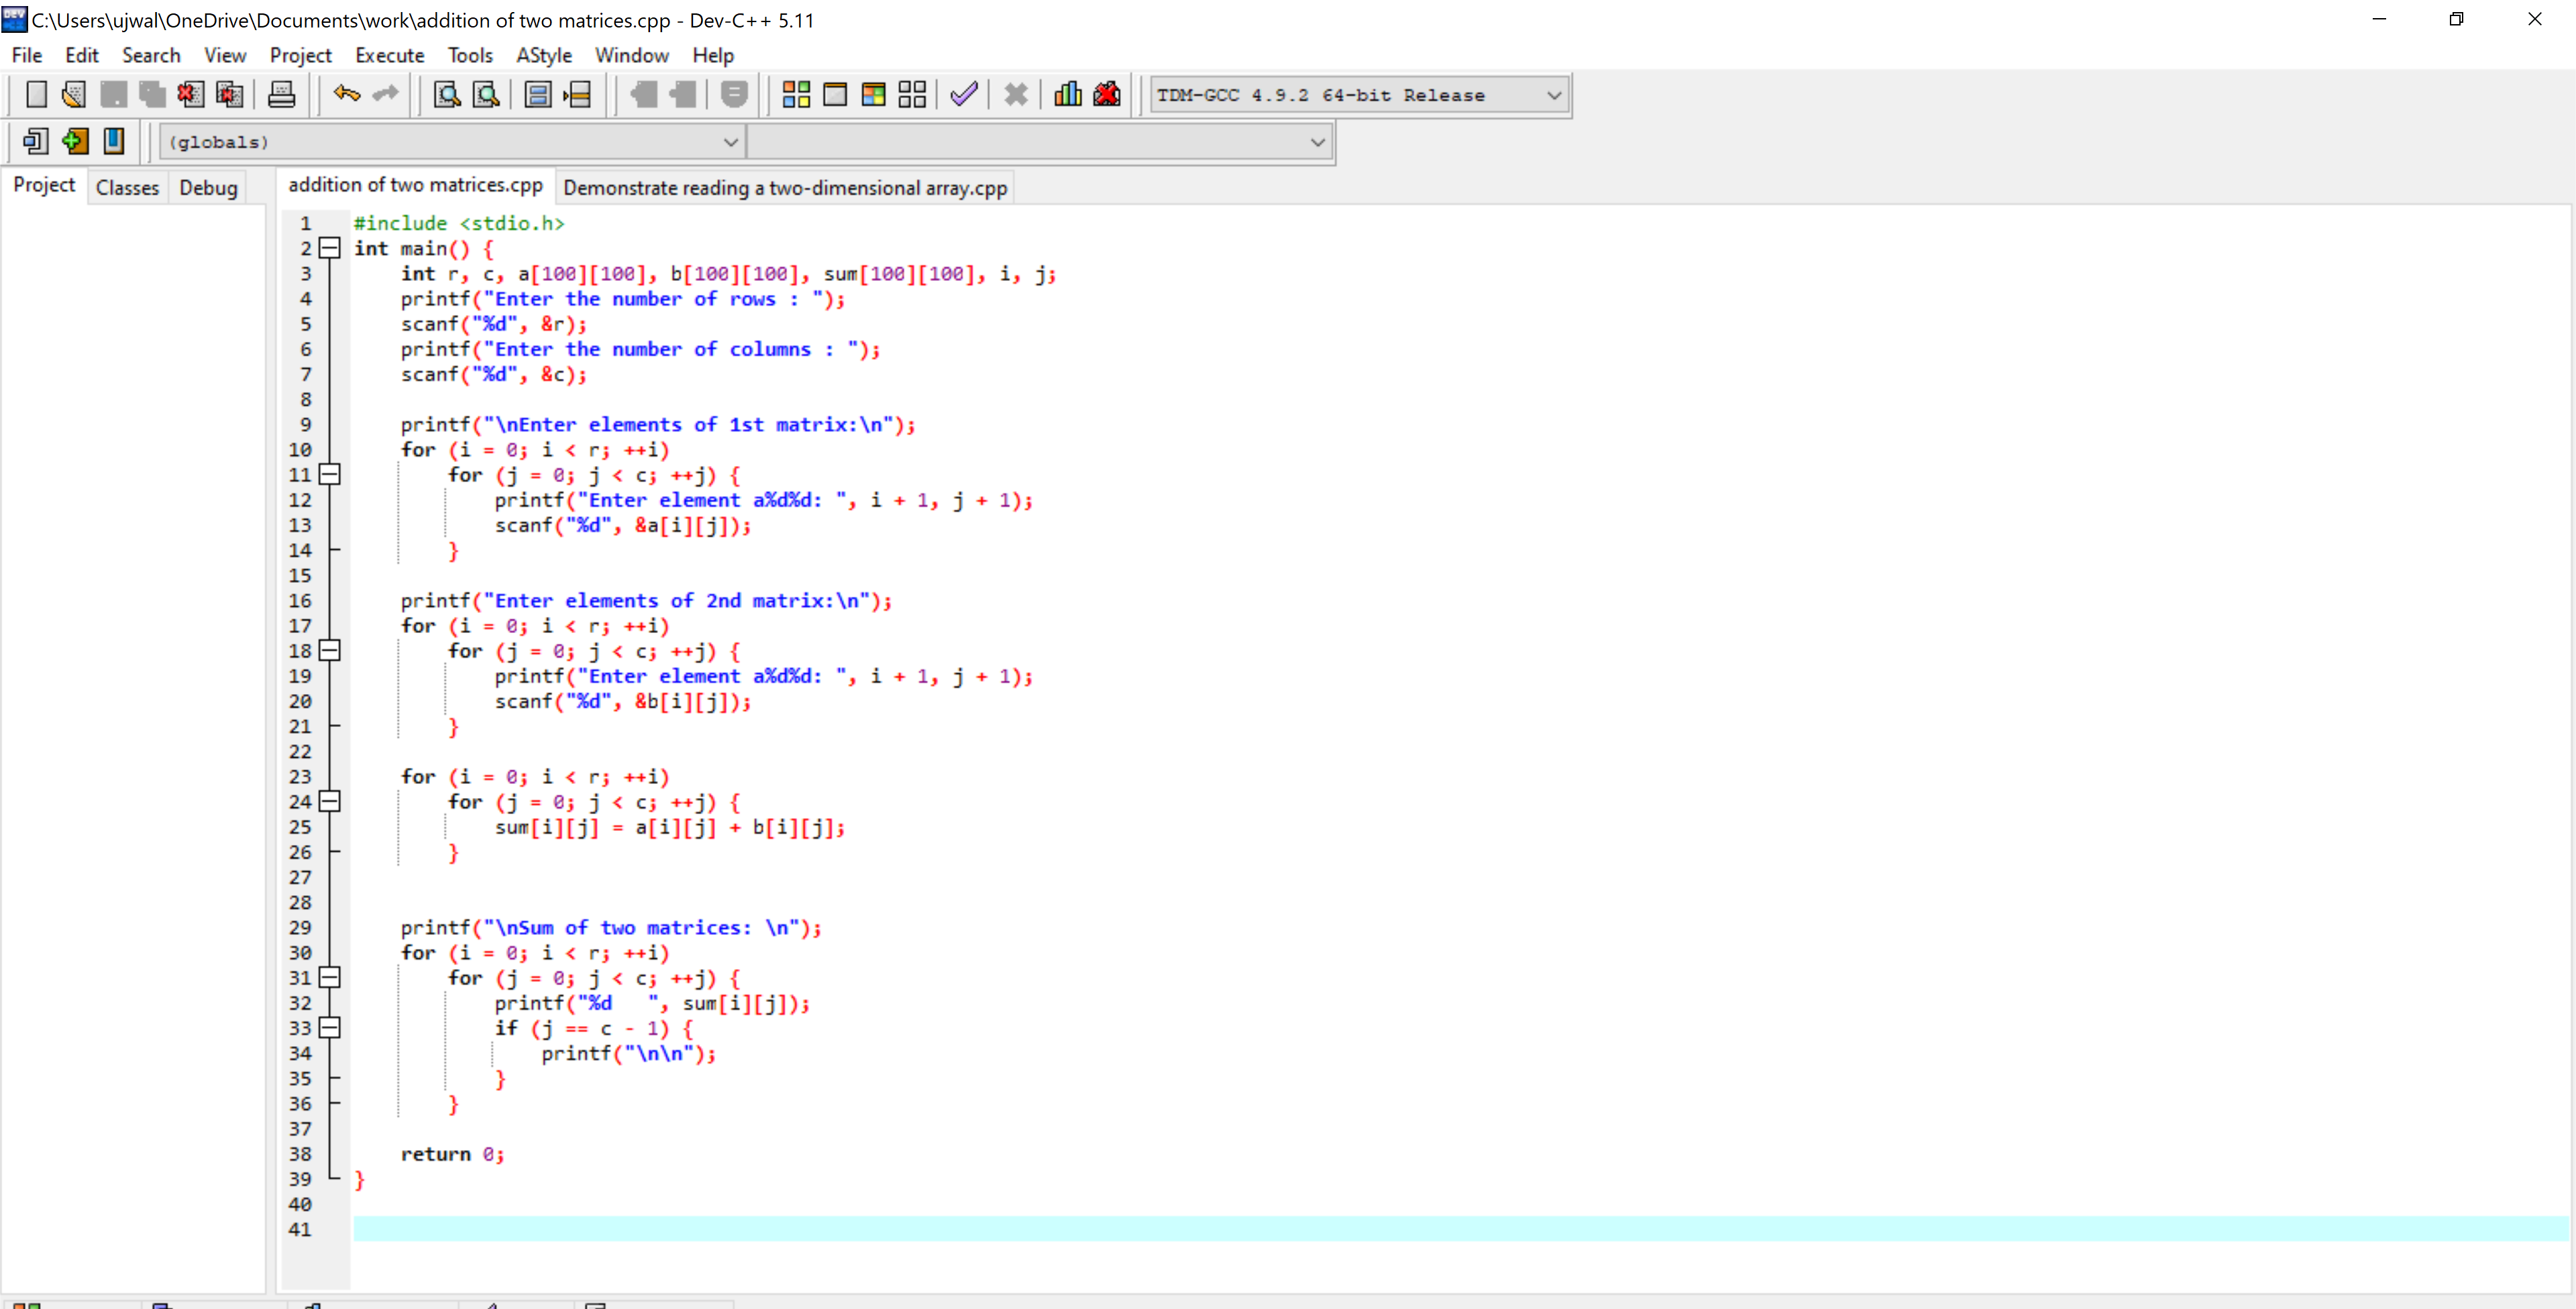 C:\Users\ujwal\OneDrive\Documents\work\addition of two matrices.cpp - Dev-C++ 5.11
File Edit Search View Project Execute Tools AStyle Window Help
TDM-GCC 4.9.2 64-bit Release
(globals)
Project Classes Debug addition of two matrices.cpp Demonstrate reading a two-dimensional array.cpp
1 #include <stdio.h>
2 int main() {
3     int r, c, a[100][100], b[100][100], sum[100][100], i, j;
4     printf("Enter the number of rows : ");
5     scanf("%d", &r);
6     printf("Enter the number of columns : ");
7     scanf("%d", &c);
8
9     printf("\nEnter elements of 1st matrix:\n");
10     for (i = 0; i < r; ++i)
11         for (j = 0; j < c; ++j) {
12             printf("Enter element a%d%d: ", i + 1, j + 1);
13             scanf("%d", &a[i][j]);
14         }
15
16     printf("Enter elements of 2nd matrix:\n");
17     for (i = 0; i < r; ++i)
18         for (j = 0; j < c; ++j) {
19             printf("Enter element a%d%d: ", i + 1, j + 1);
20             scanf("%d", &b[i][j]);
21         }
22
23     for (i = 0; i < r; ++i)
24         for (j = 0; j < c; ++j) {
25             sum[i][j] = a[i][j] + b[i][j];
26         }
27
28
29     printf("\nSum of two matrices: \n");
30     for (i = 0; i < r; ++i)
31         for (j = 0; j < c; ++j) {
32             printf("%d   ", sum[i][j]);
33             if (j == c - 1) {
34                 printf("\n\n");
35             }
36         }
37
38     return 0;
39 }
40
41